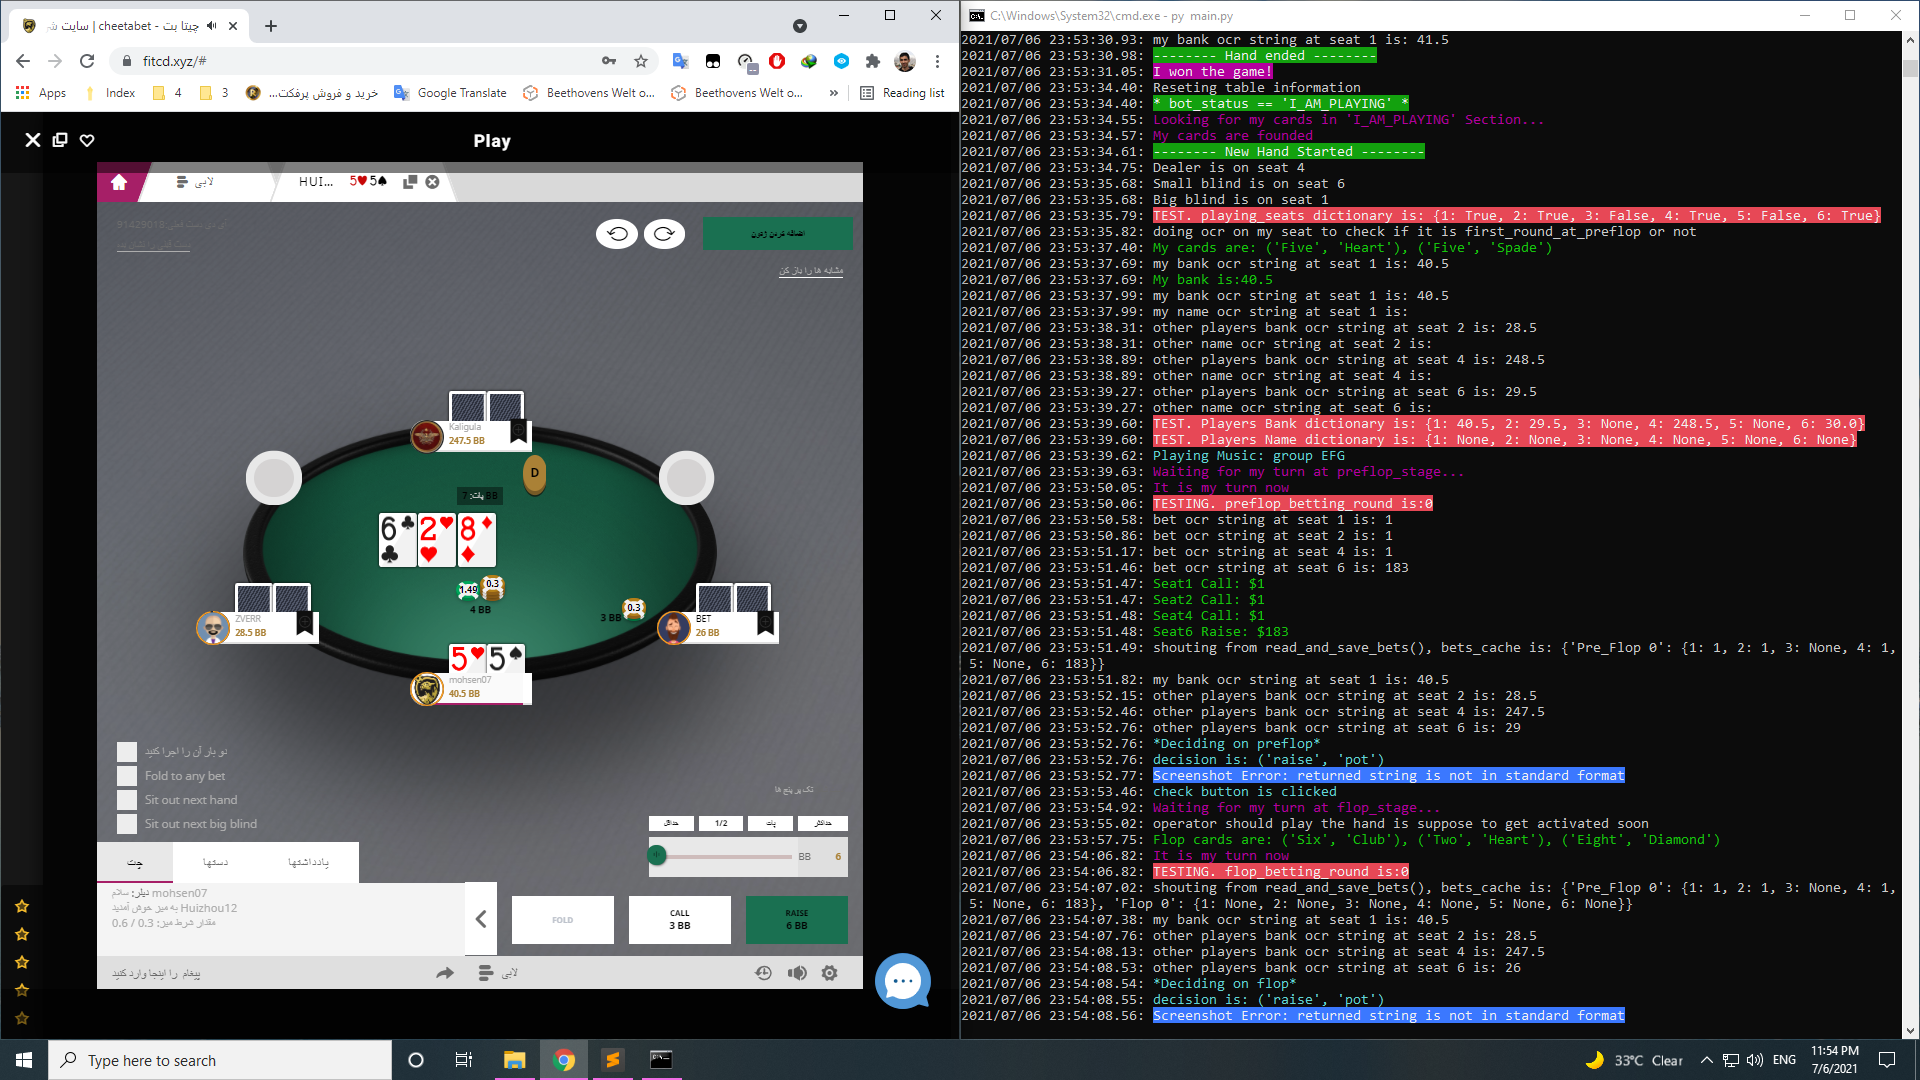 چیتا بت - cheetabet | سایت ش
fitcd.xyz/#
Apps
Index
4
3
خرید و فروش پرفکت...
Google Translate
Beethovens Welt o...
Beethovens Welt o...
»
Reading list
Play
لابی
HUI... 5♥5♠
اضافه کردن ژتون
مشابه ها را باز کن
Kaligula
247.5 BB
D
پات: 7 BB
6♣ 2♥ 8♦
1.49 0.3
4 BB
0.3
3 BB
ZVERR
28.5 BB
BET
26 BB
5♥ 5♠
mohsen07
40.5 BB
دو بار آن را اجرا کنید
Fold to any bet
Sit out next hand
Sit out next big blind
تک پر پنج ها
حداقل
1/2
پات
حداکثر
BB 6
چت
دستها
یادداشتها
دیلر: سلام mohsen07
به میز خوش آمدید Huizhou12
مقدار شرط میز: 0.3 / 0.6
FOLD
CALL
3 BB
RAISE
6 BB
پیغام را اینجا وارد کنید
لابی
C:\Windows\System32\cmd.exe - py main.py
2021/07/06 23:53:30.93: my bank ocr string at seat 1 is: 41.5
2021/07/06 23:53:30.98: -------- Hand ended --------
2021/07/06 23:53:31.05: I won the game!
2021/07/06 23:53:34.40: Reseting table information
2021/07/06 23:53:34.40: * bot_status == 'I_AM_PLAYING' *
2021/07/06 23:53:34.55: Looking for my cards in 'I_AM_PLAYING' Section...
2021/07/06 23:53:34.57: My cards are founded
2021/07/06 23:53:34.61: -------- New Hand Started --------
2021/07/06 23:53:34.75: Dealer is on seat 4
2021/07/06 23:53:35.68: Small blind is on seat 6
2021/07/06 23:53:35.68: Big blind is on seat 1
2021/07/06 23:53:35.79: TEST. playing_seats dictionary is: {1: True, 2: True, 3: False, 4: True, 5: False, 6: True}
2021/07/06 23:53:35.82: doing ocr on my seat to check if it is first_round_at_preflop or not
2021/07/06 23:53:37.40: My cards are: ('Five', 'Heart'), ('Five', 'Spade')
2021/07/06 23:53:37.69: my bank ocr string at seat 1 is: 40.5
2021/07/06 23:53:37.69: My bank is:40.5
2021/07/06 23:53:37.99: my bank ocr string at seat 1 is: 40.5
2021/07/06 23:53:37.99: my name ocr string at seat 1 is:
2021/07/06 23:53:38.31: other players bank ocr string at seat 2 is: 28.5
2021/07/06 23:53:38.31: other name ocr string at seat 2 is:
2021/07/06 23:53:38.89: other players bank ocr string at seat 4 is: 248.5
2021/07/06 23:53:38.89: other name ocr string at seat 4 is:
2021/07/06 23:53:39.27: other players bank ocr string at seat 6 is: 29.5
2021/07/06 23:53:39.27: other name ocr string at seat 6 is:
2021/07/06 23:53:39.60: TEST. Players Bank dictionary is: {1: 40.5, 2: 29.5, 3: None, 4: 248.5, 5: None, 6: 30.0}
2021/07/06 23:53:39.60: TEST. Players Name dictionary is: {1: None, 2: None, 3: None, 4: None, 5: None, 6: None}
2021/07/06 23:53:39.62: Playing Music: group EFG
2021/07/06 23:53:39.63: Waiting for my turn at preflop_stage...
2021/07/06 23:53:50.05: It is my turn now
2021/07/06 23:53:50.06: TESTING. preflop_betting_round is:0
2021/07/06 23:53:50.58: bet ocr string at seat 1 is: 1
2021/07/06 23:53:50.86: bet ocr string at seat 2 is: 1
2021/07/06 23:53:51.17: bet ocr string at seat 4 is: 1
2021/07/06 23:53:51.46: bet ocr string at seat 6 is: 183
2021/07/06 23:53:51.47: Seat1 Call: $1
2021/07/06 23:53:51.47: Seat2 Call: $1
2021/07/06 23:53:51.48: Seat4 Call: $1
2021/07/06 23:53:51.48: Seat6 Raise: $183
2021/07/06 23:53:51.49: shouting from read_and_save_bets(), bets_cache is: {'Pre_Flop 0': {1: 1, 2: 1, 3: None, 4: 1,
5: None, 6: 183}}
2021/07/06 23:53:51.82: my bank ocr string at seat 1 is: 40.5
2021/07/06 23:53:52.15: other players bank ocr string at seat 2 is: 28.5
2021/07/06 23:53:52.46: other players bank ocr string at seat 4 is: 247.5
2021/07/06 23:53:52.76: other players bank ocr string at seat 6 is: 29
2021/07/06 23:53:52.76: *Deciding on preflop*
2021/07/06 23:53:52.76: decision is: ('raise', 'pot')
2021/07/06 23:53:52.77: Screenshot Error: returned string is not in standard format
2021/07/06 23:53:53.46: check button is clicked
2021/07/06 23:53:54.92: Waiting for my turn at flop_stage...
2021/07/06 23:53:55.02: operator should play the hand is suppose to get activated soon
2021/07/06 23:53:57.75: Flop cards are: ('Six', 'Club'), ('Two', 'Heart'), ('Eight', 'Diamond')
2021/07/06 23:54:06.82: It is my turn now
2021/07/06 23:54:06.82: TESTING. flop_betting_round is:0
2021/07/06 23:54:07.02: shouting from read_and_save_bets(), bets_cache is: {'Pre_Flop 0': {1: 1, 2: 1, 3: None, 4: 1,
5: None, 6: 183}, 'Flop 0': {1: None, 2: None, 3: None, 4: None, 5: None, 6: None}}
2021/07/06 23:54:07.38: my bank ocr string at seat 1 is: 40.5
2021/07/06 23:54:07.76: other players bank ocr string at seat 2 is: 28.5
2021/07/06 23:54:08.13: other players bank ocr string at seat 4 is: 247.5
2021/07/06 23:54:08.53: other players bank ocr string at seat 6 is: 26
2021/07/06 23:54:08.54: *Deciding on flop*
2021/07/06 23:54:08.55: decision is: ('raise', 'pot')
2021/07/06 23:54:08.56: Screenshot Error: returned string is not in standard format
Type here to search
33°C Clear
ENG
11:54 PM
7/6/2021